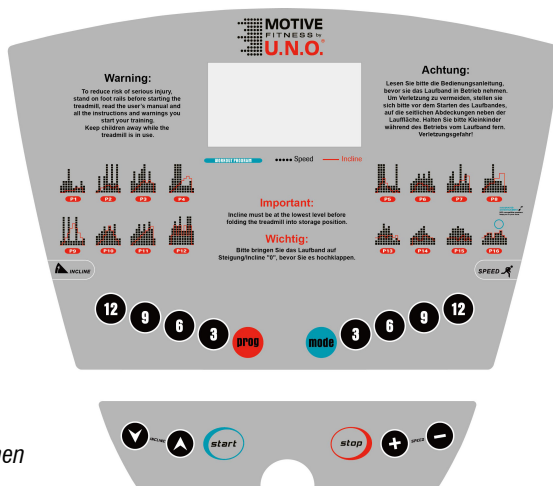 MOTIVE
FITNESS by
U.N.O.®
Warning:
To reduce risk of serious injury,
stand on foot rails before starting the
treadmill, read the user's manual and
all the instructions and warnings you
start your training.
Keep children away while the
treadmill is in use.
Achtung:
Lesen Sie bitte die Bedienungsanleitung,
bevor sie das Laufband in Betrieb nehmen.
Um Verletzung zu vermeiden, stellen sie
sich bitte vor dem Starten des Laufbandes,
auf die seitlichen Abdeckungen neben der
Lauffläche. Halten Sie bitte Kleinkinder
während des Betriebs vom Laufband fern.
Verletzungsgefahr!
WORKOUT PROGRAM
Speed
Incline
P1 P2 P3 P4
P5 P6 P7 P8
Important:
Incline must be at the lowest level before
folding the treadmill into storage position.
Wichtig:
Bitte bringen Sie das Laufband auf
Steigung/Incline "0", bevor Sie es hochklappen.
P9 P10 P11 P12
P13 P14 P15 P16
INCLINE
SPEED
12 9 6 3 prog
mode 3 6 9 12
INCLINE
start
stop
SPEED
en